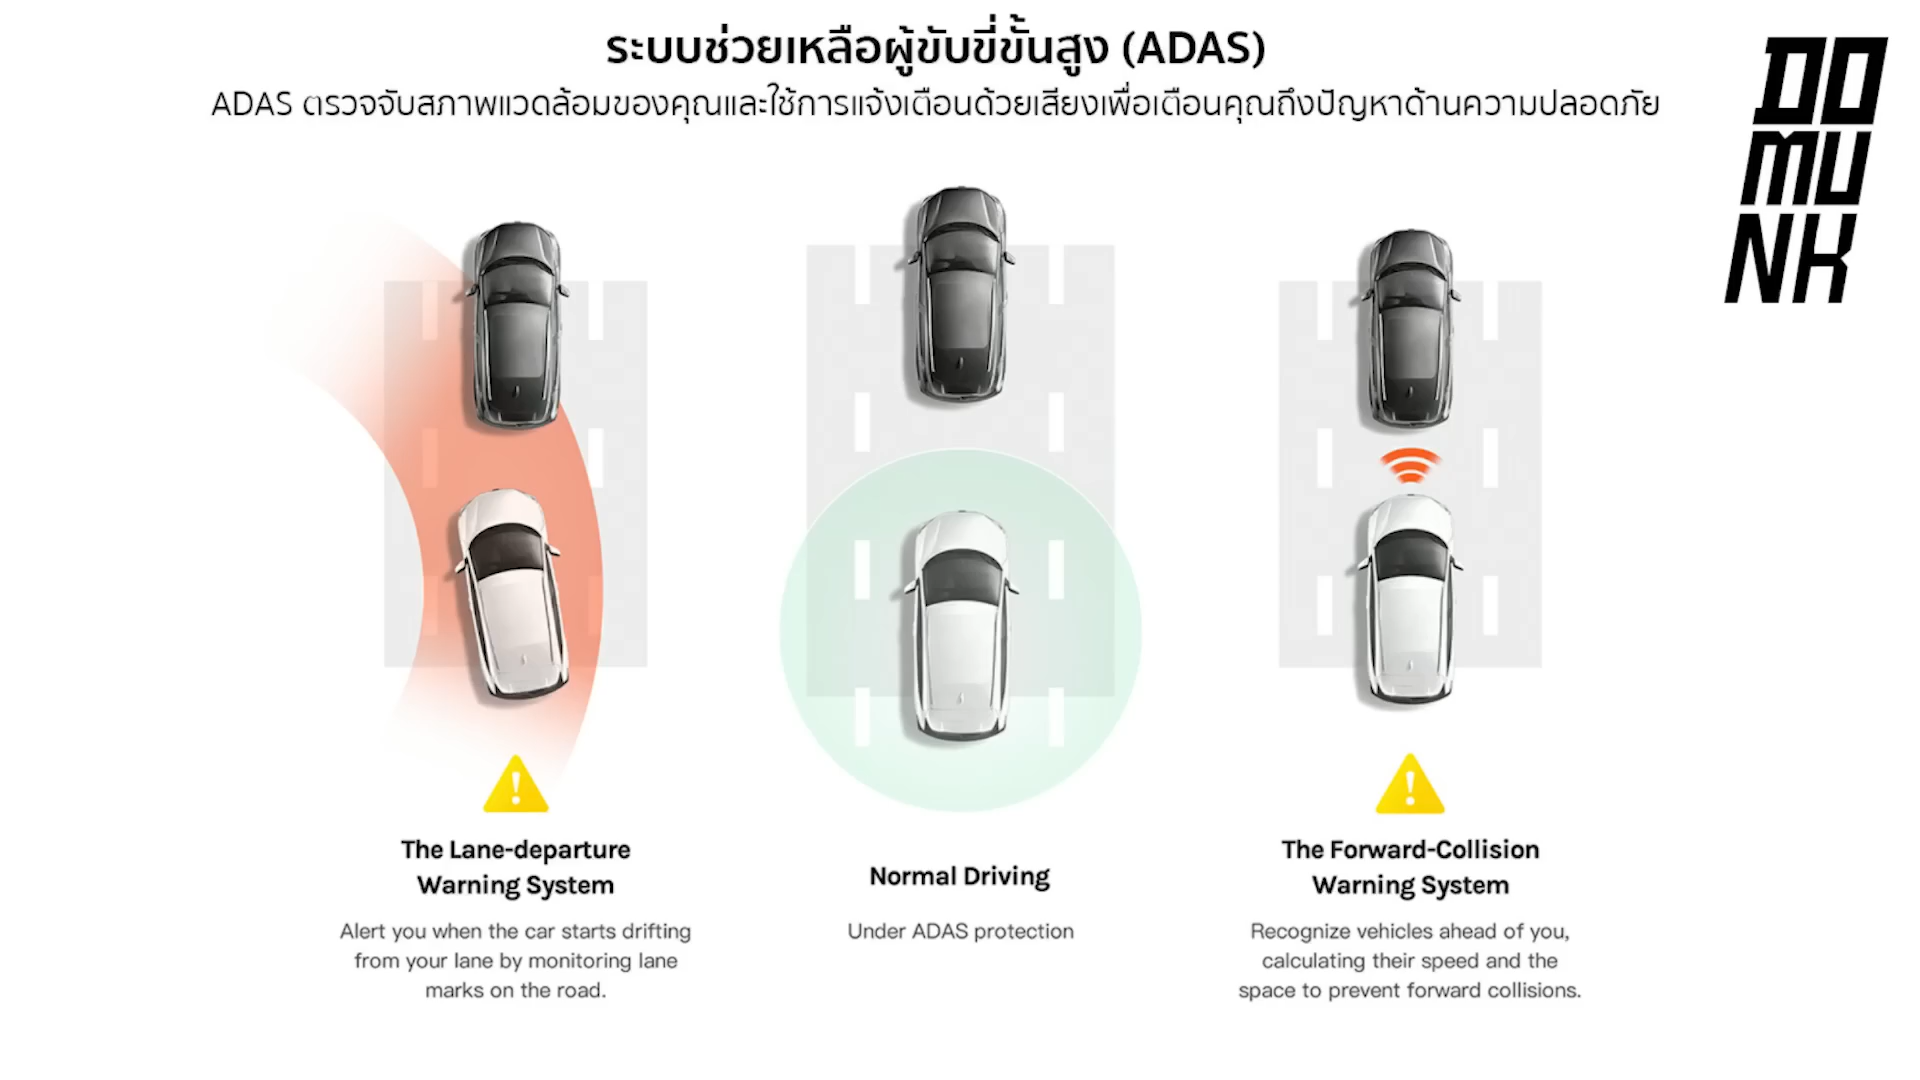 ระบบช่วยเหลือผู้ขับขี่ขั้นสูง (ADAS)
ADAS ตรวจจับสภาพแวดล้อมของคุณและใช้การแจ้งเตือนด้วยเสียงเพื่อเตือนคุณถึงปัญหาด้านความปลอดภัย
DO
MU
NK
The Lane-departure
Warning System
Alert you when the car starts drifting
from your lane by monitoring lane
marks on the road.
Normal Driving
Under ADAS protection
The Forward-Collision
Warning System
Recognize vehicles ahead of you,
calculating their speed and the
space to prevent forward collisions.